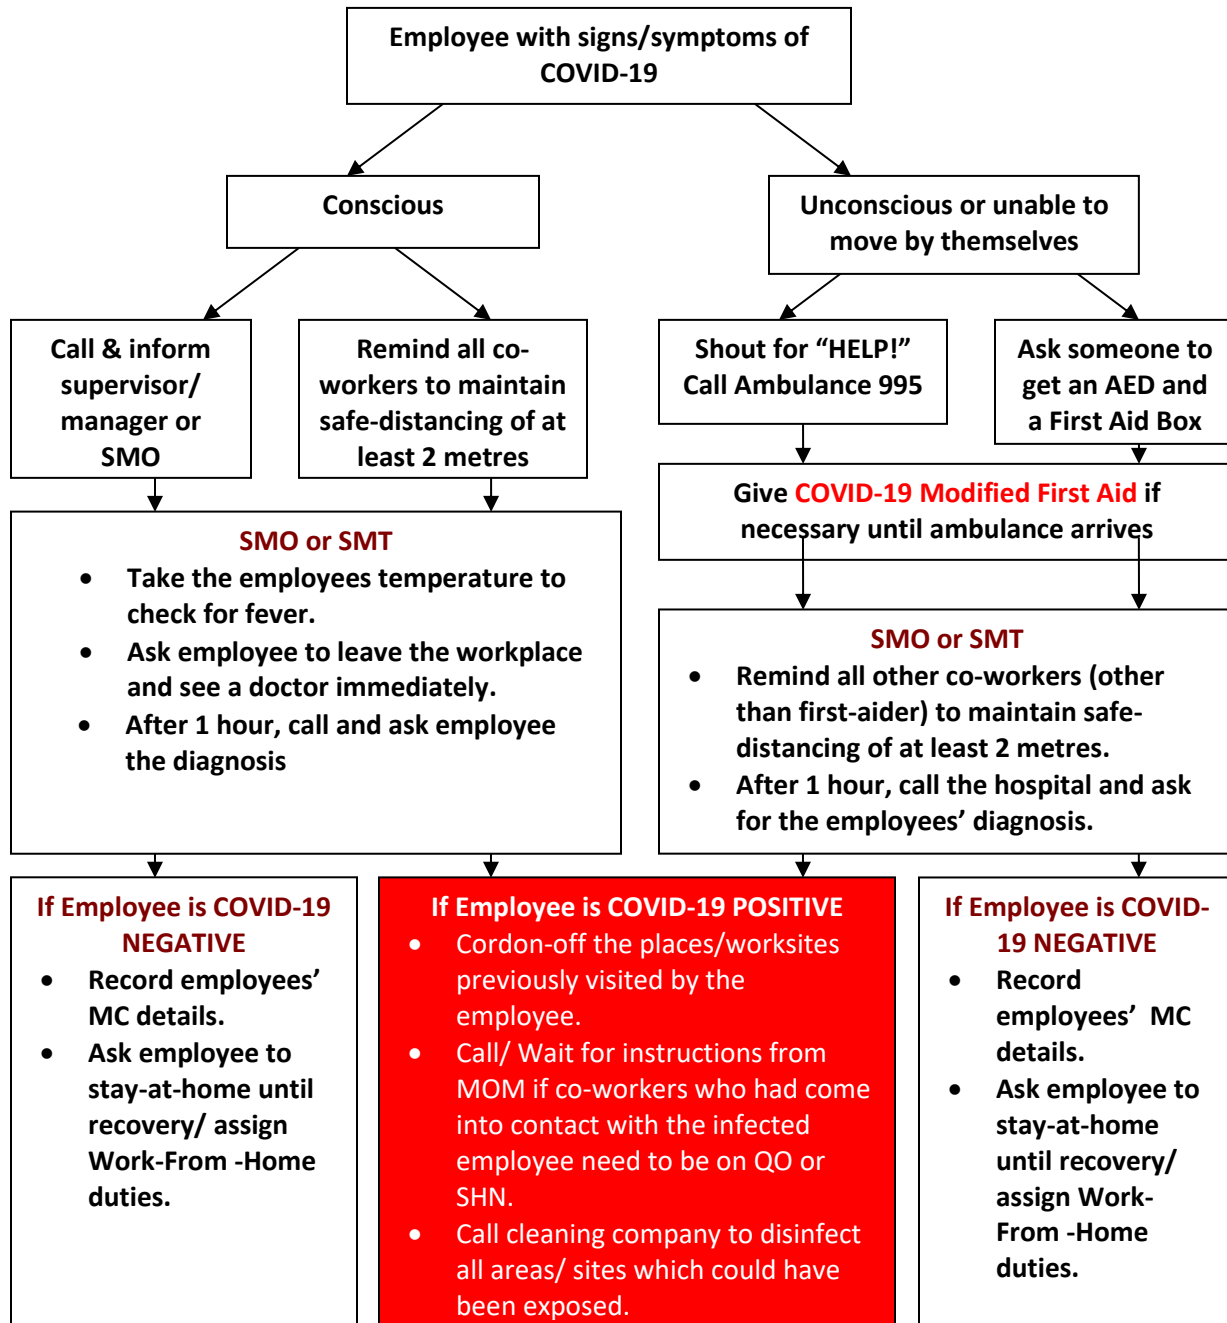 Employee with signs/symptoms of
COVID-19
Conscious
Unconscious or unable to
move by themselves
Call & inform
supervisor/
manager or
SMO
Remind all co-
workers to maintain
safe-distancing of at
least 2 metres
Shout for “HELP!”
Call Ambulance 995
Ask someone to
get an AED and
a First Aid Box
Give COVID-19 Modified First Aid if
necessary until ambulance arrives
SMO or SMT
• Take the employees temperature to
check for fever.
• Ask employee to leave the workplace
and see a doctor immediately.
• After 1 hour, call and ask employee
the diagnosis
SMO or SMT
• Remind all other co-workers (other
than first-aider) to maintain safe-
distancing of at least 2 metres.
• After 1 hour, call the hospital and ask
for the employees’ diagnosis.
If Employee is COVID-19
NEGATIVE
• Record employees’
MC details.
• Ask employee to
stay-at-home until
recovery/ assign
Work-From -Home
duties.
If Employee is COVID-19 POSITIVE
• Cordon-off the places/worksites
previously visited by the
employee.
• Call/ Wait for instructions from
MOM if co-workers who had come
into contact with the infected
employee need to be on QO or
SHN.
• Call cleaning company to disinfect
all areas/ sites which could have
been exposed.
If Employee is COVID-
19 NEGATIVE
• Record
employees’ MC
details.
• Ask employee to
stay-at-home
until recovery/
assign Work-
From -Home
duties.